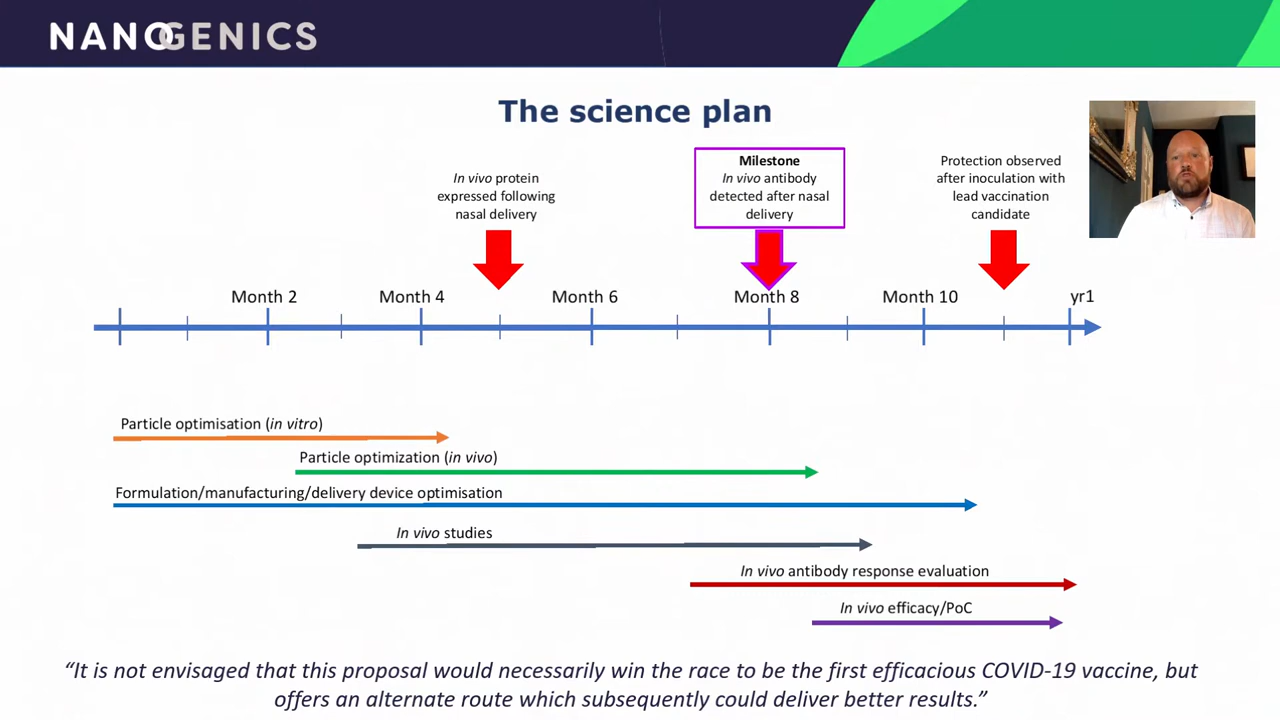 NANOGENICS
The science plan
In vivo protein
expressed following
nasal delivery
Milestone
In vivo antibody
detected after nasal
delivery
Protection observed
after inoculation with
lead vaccination
candidate
Month 2
Month 4
Month 6
Month 8
Month 10
yr1
Particle optimisation (in vitro)
Particle optimization (in vivo)
Formulation/manufacturing/delivery device optimisation
In vivo studies
In vivo antibody response evaluation
In vivo efficacy/PoC
“It is not envisaged that this proposal would necessarily win the race to be the first efficacious COVID-19 vaccine, but
offers an alternate route which subsequently could deliver better results.”